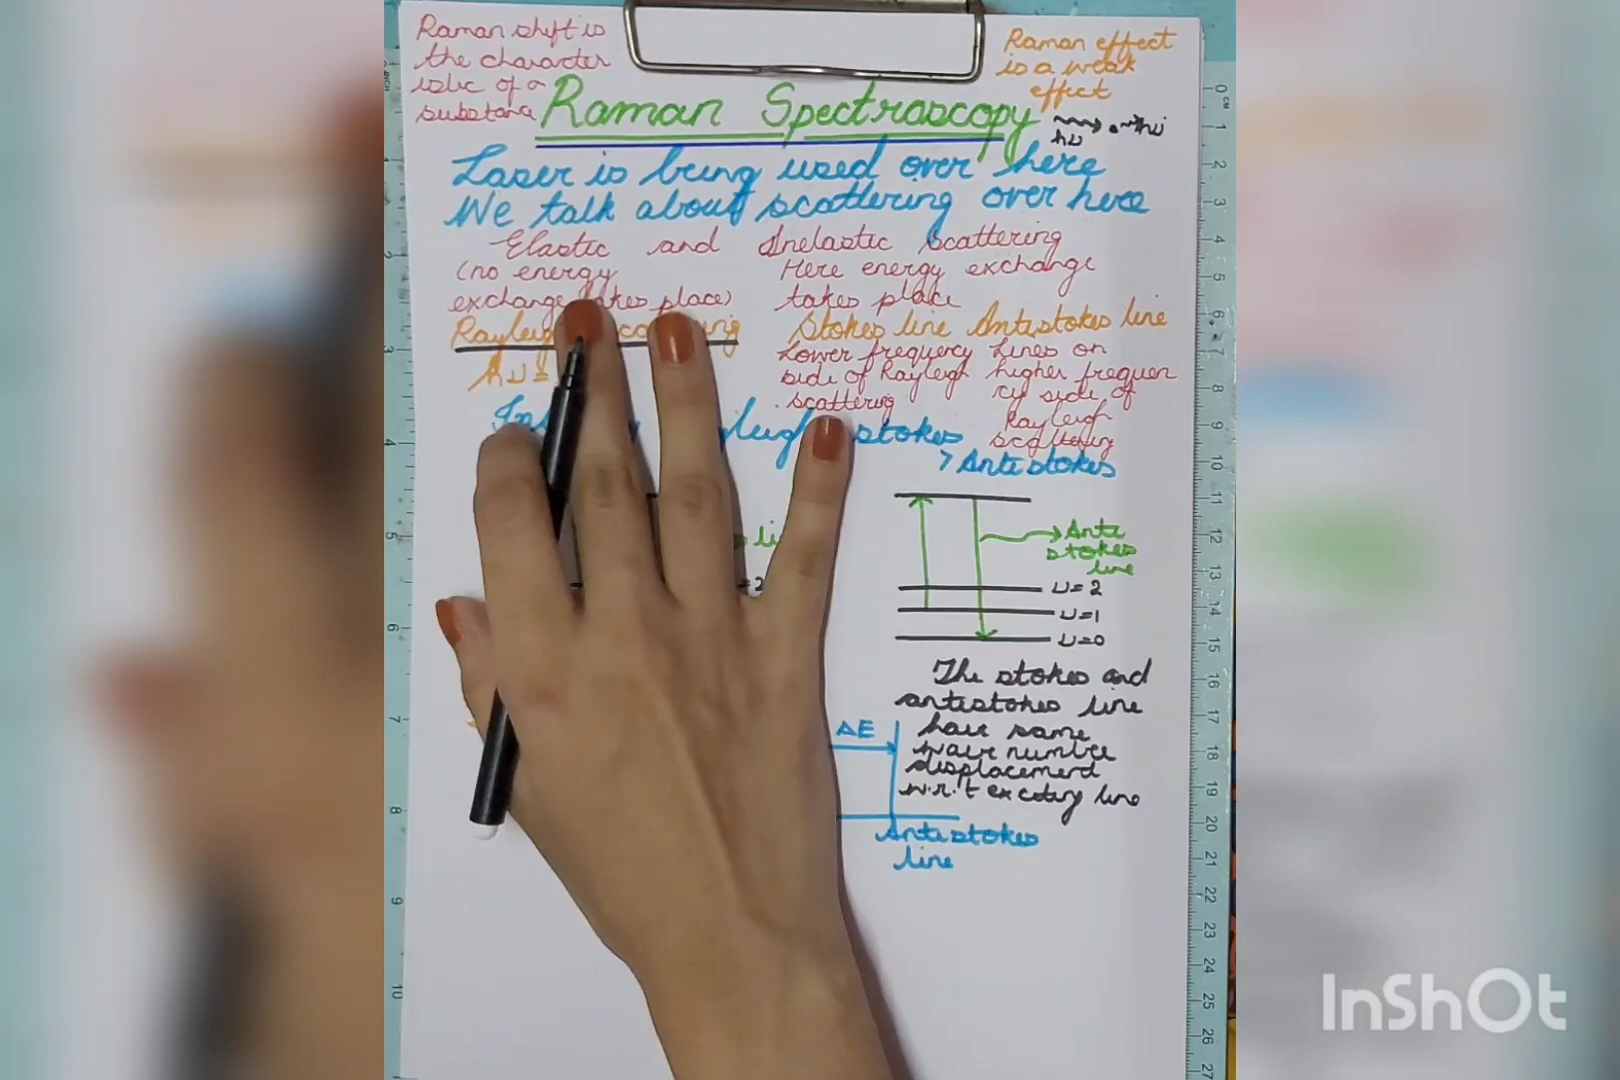 Raman shift is
the character
istic of a
substance
Raman effect
is a weak
effect
Raman Spectroscopy
hν hν
Laser is being used over here
We talk about scattering over here
Elastic and Inelastic scattering
(no energy
exchange takes place)
Here energy exchange
takes place
Stokes line Antistokes line
Lower frequency
side of Rayleigh
scattering
Lines on
higher frequen
cy side of
Rayleigh
scattering
hν =
stokes
> Antistokes
Anti
stokes
line
ν=2
ν=1
ν=0
The stokes and
antistokes line
have same
wave number
displacement
w.r.t exciting line
ΔE
Antistokes
line
InShOt